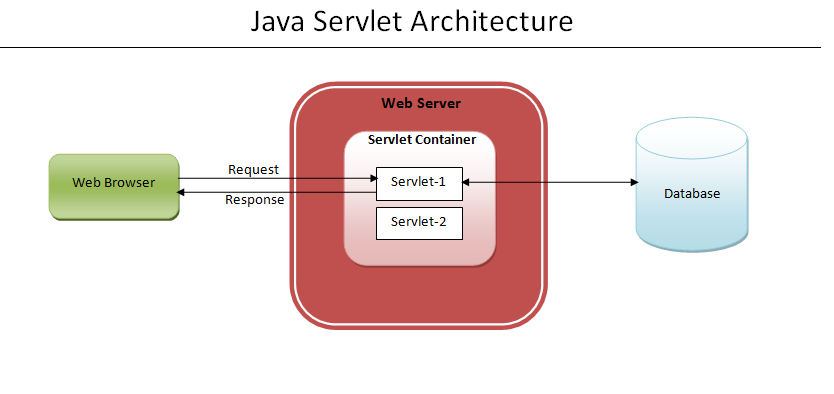 Java Servlet Architecture
Web Server
Servlet Container
Web Browser
Request
Response
Servlet-1
Servlet-2
Database